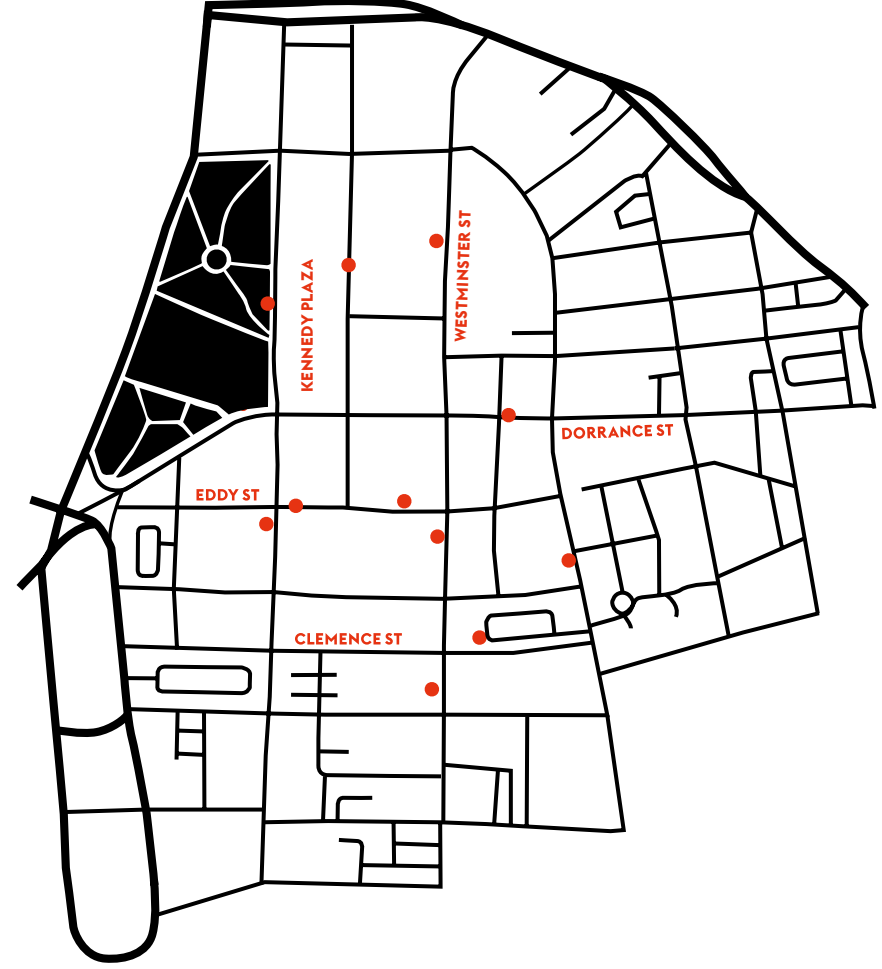 WESTMINSTER ST
KENNEDY PLAZA
DORRANCE ST
EDDY ST
CLEMENCE ST